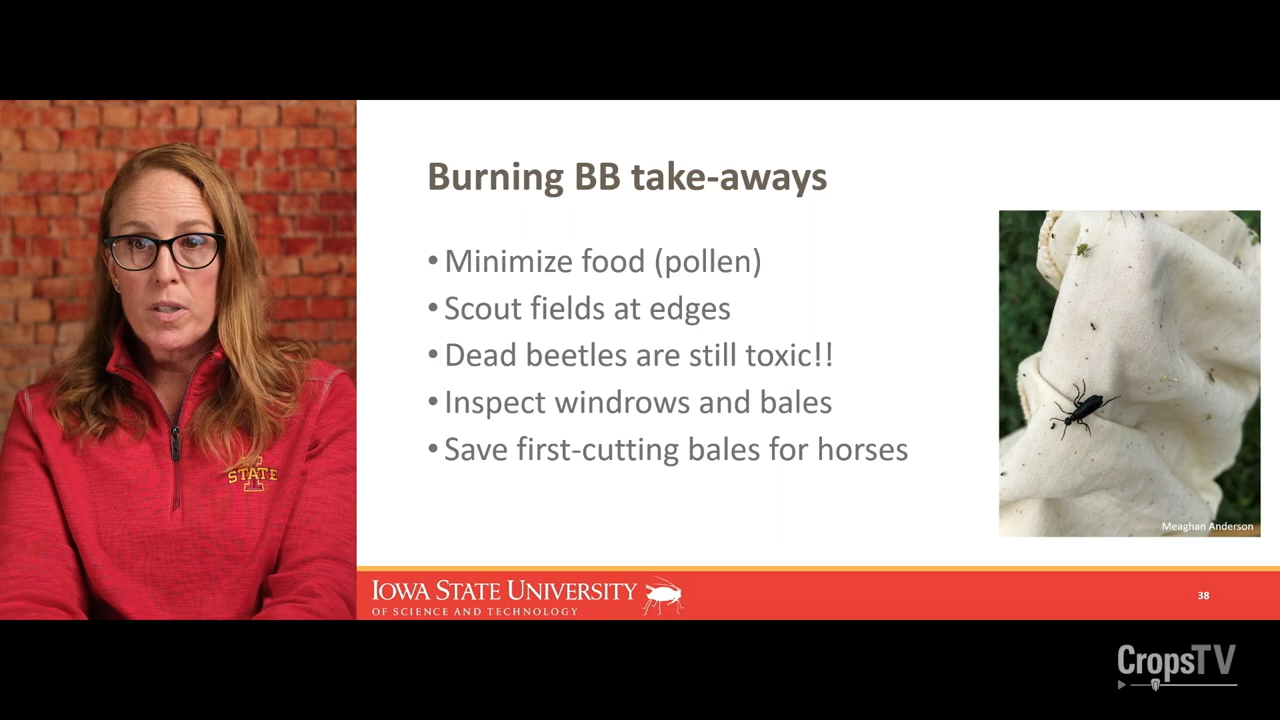 Burning BB take-aways
• Minimize food (pollen)
• Scout fields at edges
• Dead beetles are still toxic!!
• Inspect windrows and bales
• Save first-cutting bales for horses
STATE
Meaghan Anderson
IOWA STATE UNIVERSITY
OF SCIENCE AND TECHNOLOGY
38
CropsTV